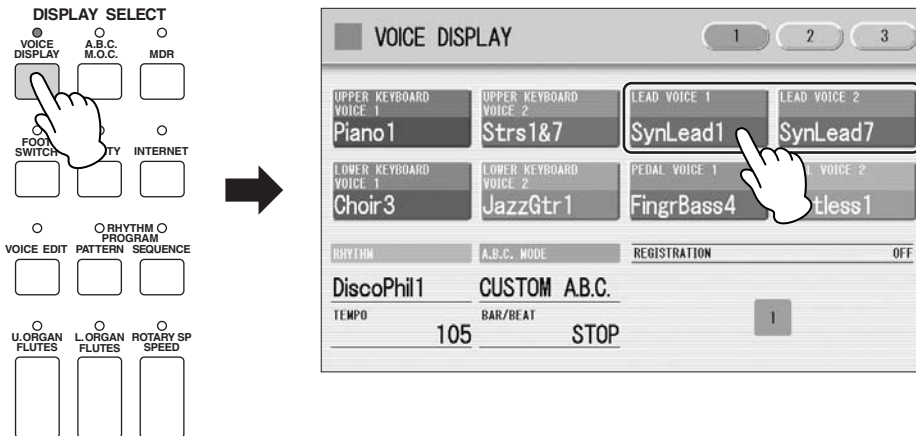 DISPLAY SELECT
VOICE DISPLAY
A.B.C. M.O.C.
MDR
FOOT SWITCH
INTERNET
VOICE EDIT
RHYTHM PROGRAM
PATTERN SEQUENCE
U.ORGAN FLUTES
L.ORGAN FLUTES
ROTARY SP SPEED
VOICE DISPLAY
1 2 3
UPPER KEYBOARD VOICE 1
Piano1
UPPER KEYBOARD VOICE 2
Strs1&7
LEAD VOICE 1
SynLead1
LEAD VOICE 2
SynLead7
LOWER KEYBOARD VOICE 1
Choir3
LOWER KEYBOARD VOICE 2
JazzGtr1
PEDAL VOICE 1
FingrBass4
VOICE 2
RHYTHM
DiscoPhil1
A.B.C. MODE
CUSTOM A.B.C.
REGISTRATION OFF
TEMPO
105
BAR/BEAT
STOP
1